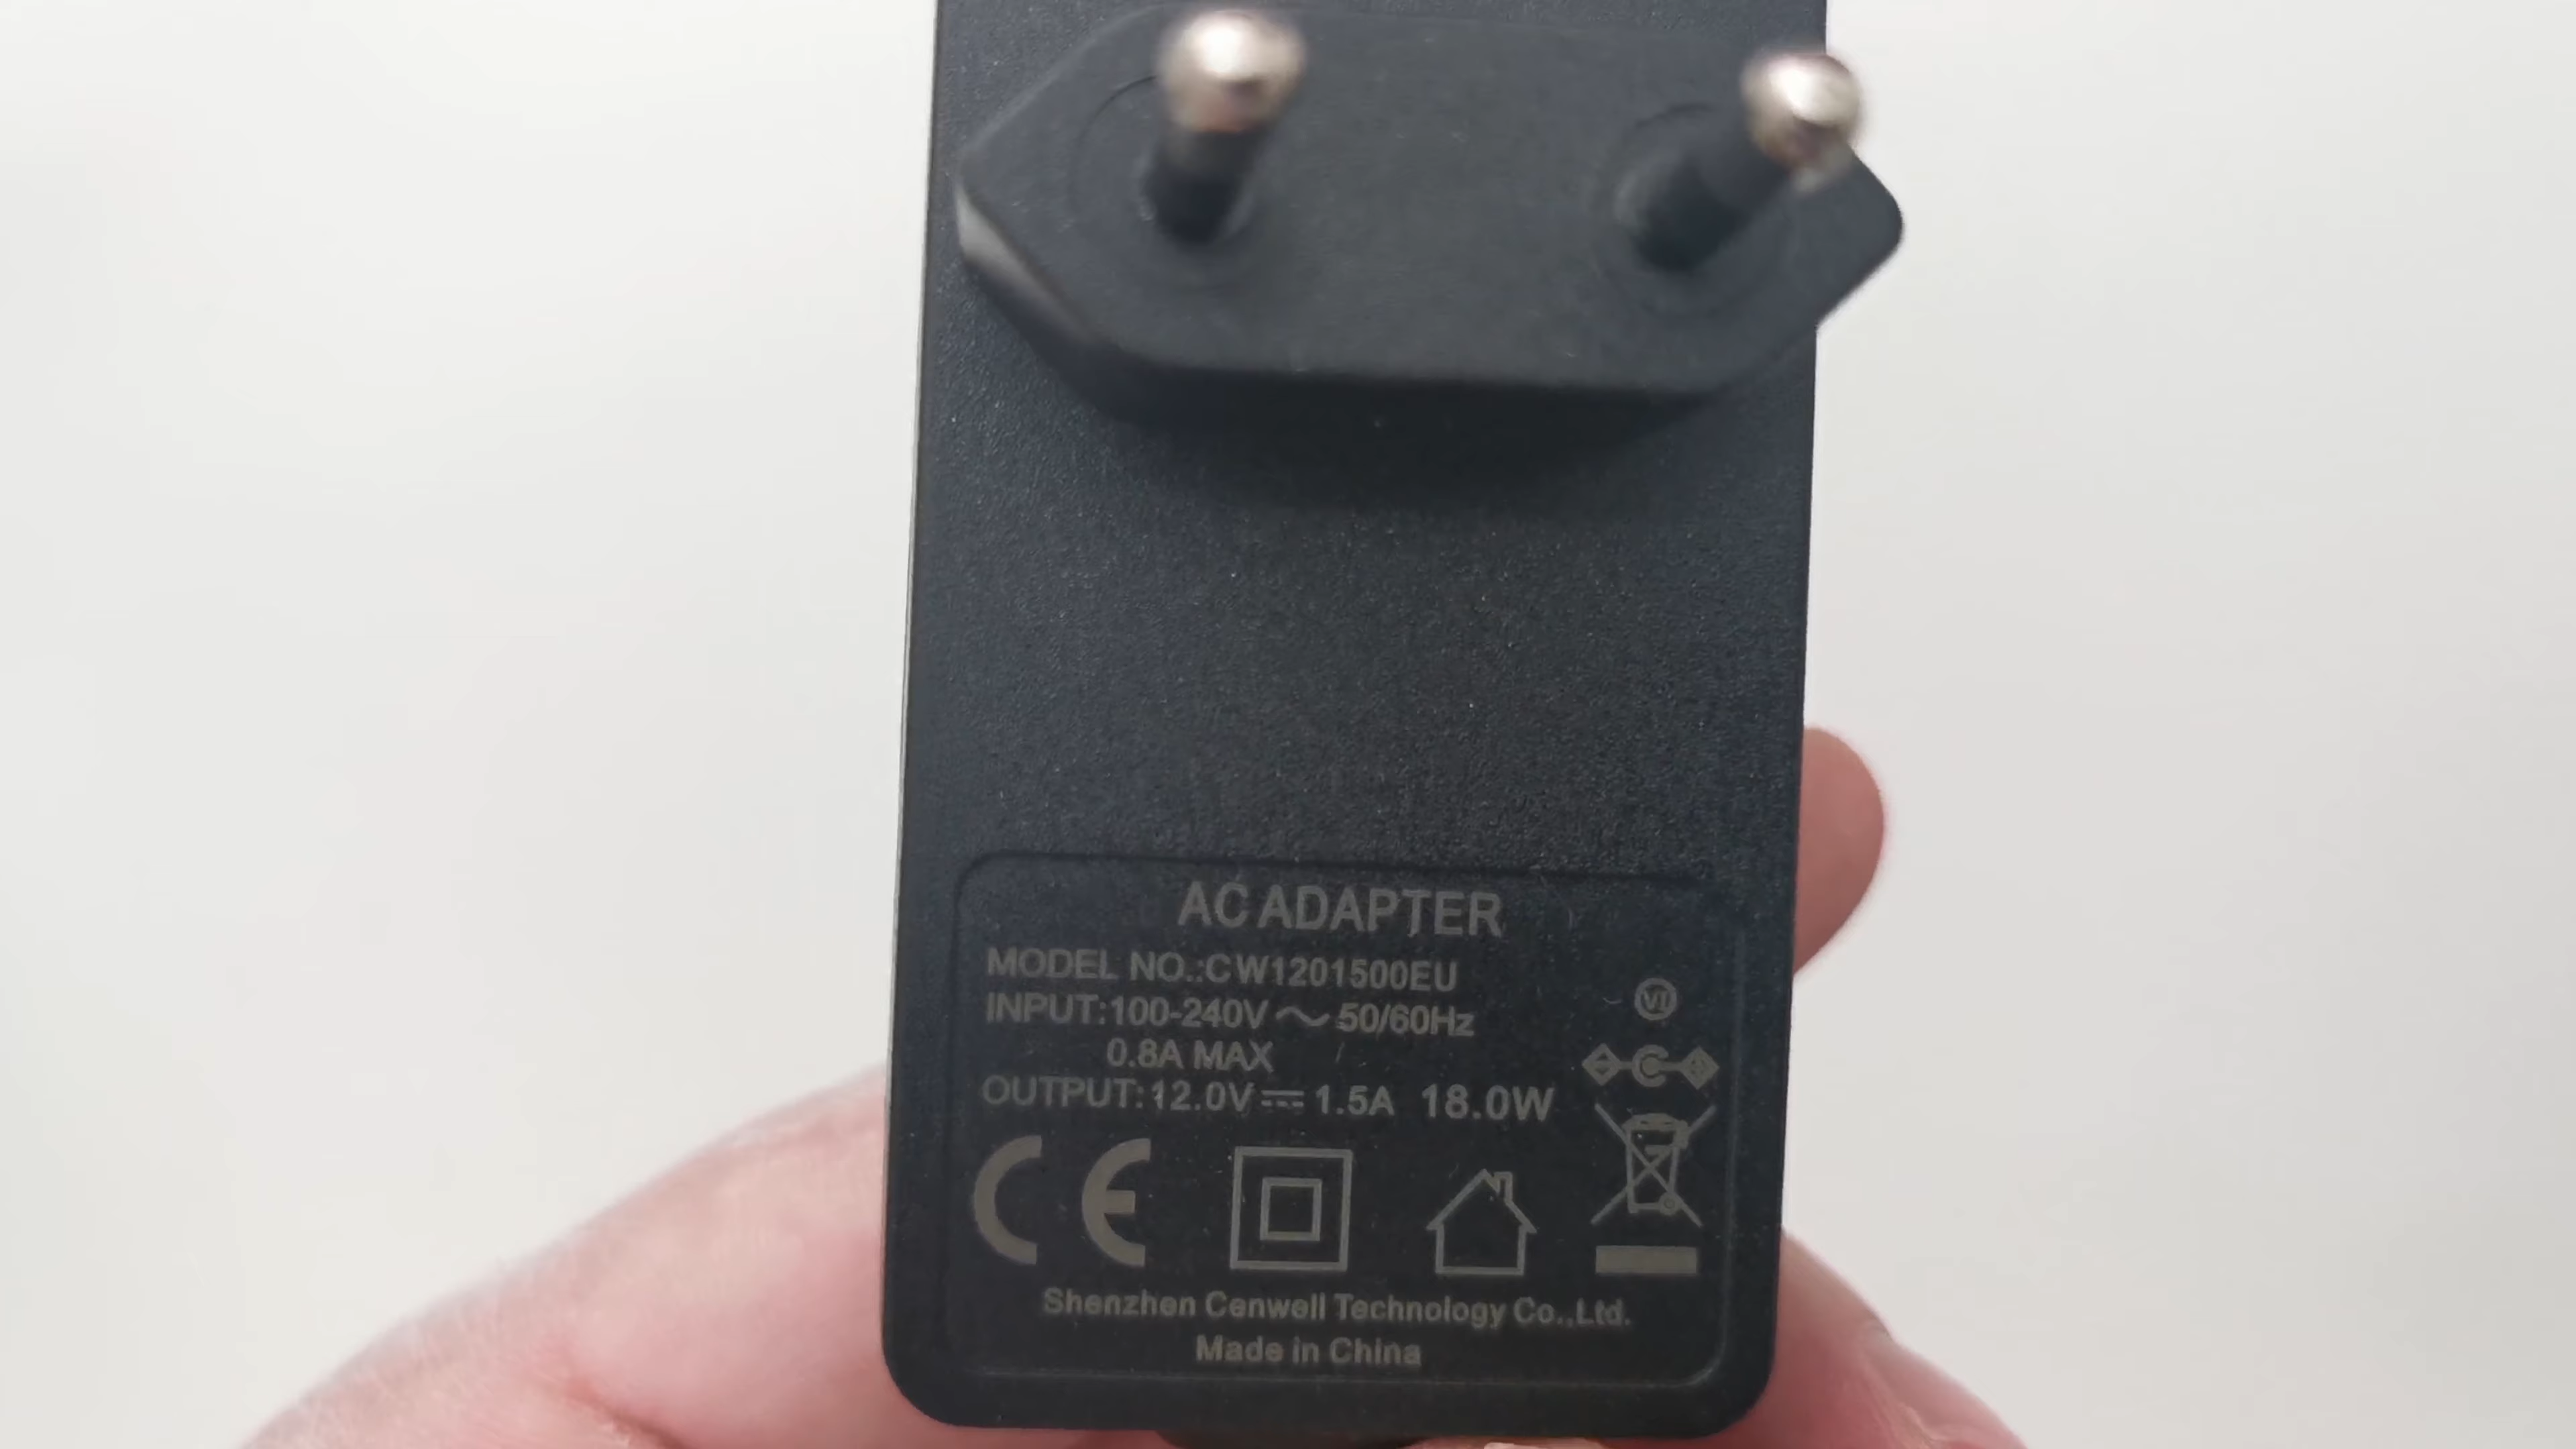 AC ADAPTER
MODEL NO.:CW1201500EU
INPUT:100-240V～50/60Hz
0.8A MAX
OUTPUT:12.0V⎓1.5A 18.0W
VI
CE
Shenzhen Cenwell Technology Co.,Ltd.
Made in China